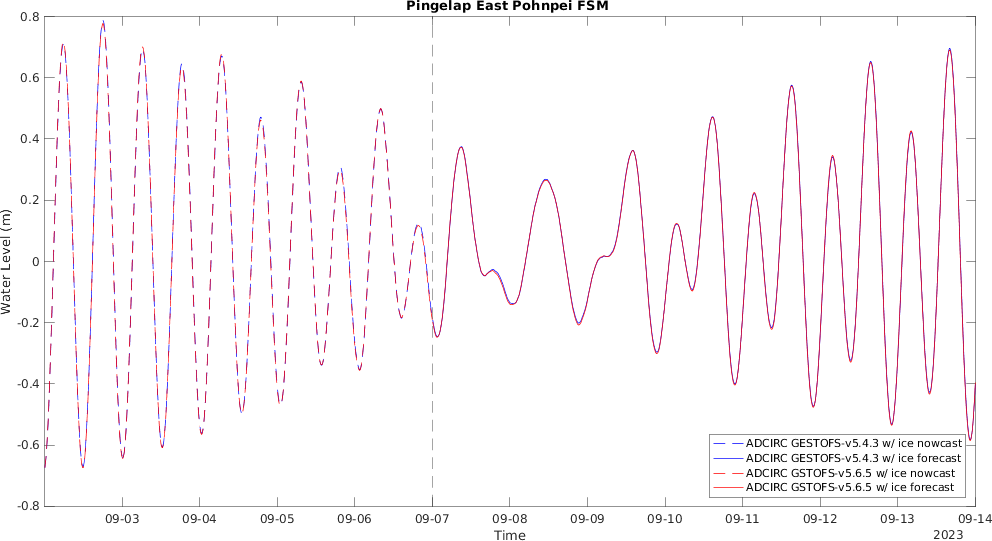 Pingelap East Pohnpei FSM
0.8
0.6
0.4
0.2
0
-0.2
-0.4
-0.6
-0.8
Water Level (m)
ADCIRC GESTOFS-v5.4.3 w/ ice nowcast
ADCIRC GESTOFS-v5.4.3 w/ ice forecast
ADCIRC GSTOFS-v5.6.5 w/ ice nowcast
ADCIRC GSTOFS-v5.6.5 w/ ice forecast
09-03 09-04 09-05 09-06 09-07 09-08 09-09 09-10 09-11 09-12 09-13 09-14
Time
2023